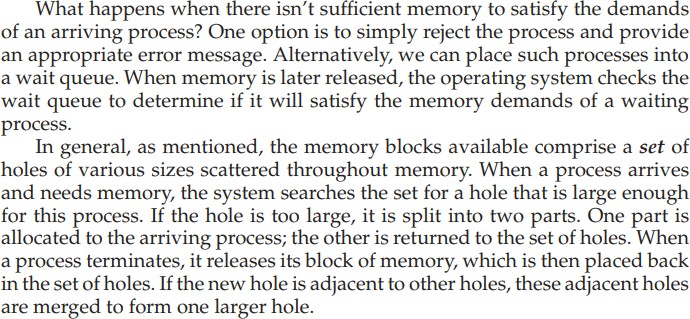 What happens when there isn't sufficient memory to satisfy the demands
of an arriving process? One option is to simply reject the process and provide
an appropriate error message. Alternatively, we can place such processes into
a wait queue. When memory is later released, the operating system checks the
wait queue to determine if it will satisfy the memory demands of a waiting
process.
In general, as mentioned, the memory blocks available comprise a set of
holes of various sizes scattered throughout memory. When a process arrives
and needs memory, the system searches the set for a hole that is large enough
for this process. If the hole is too large, it is split into two parts. One part is
allocated to the arriving process; the other is returned to the set of holes. When
a process terminates, it releases its block of memory, which is then placed back
in the set of holes. If the new hole is adjacent to other holes, these adjacent holes
are merged to form one larger hole.